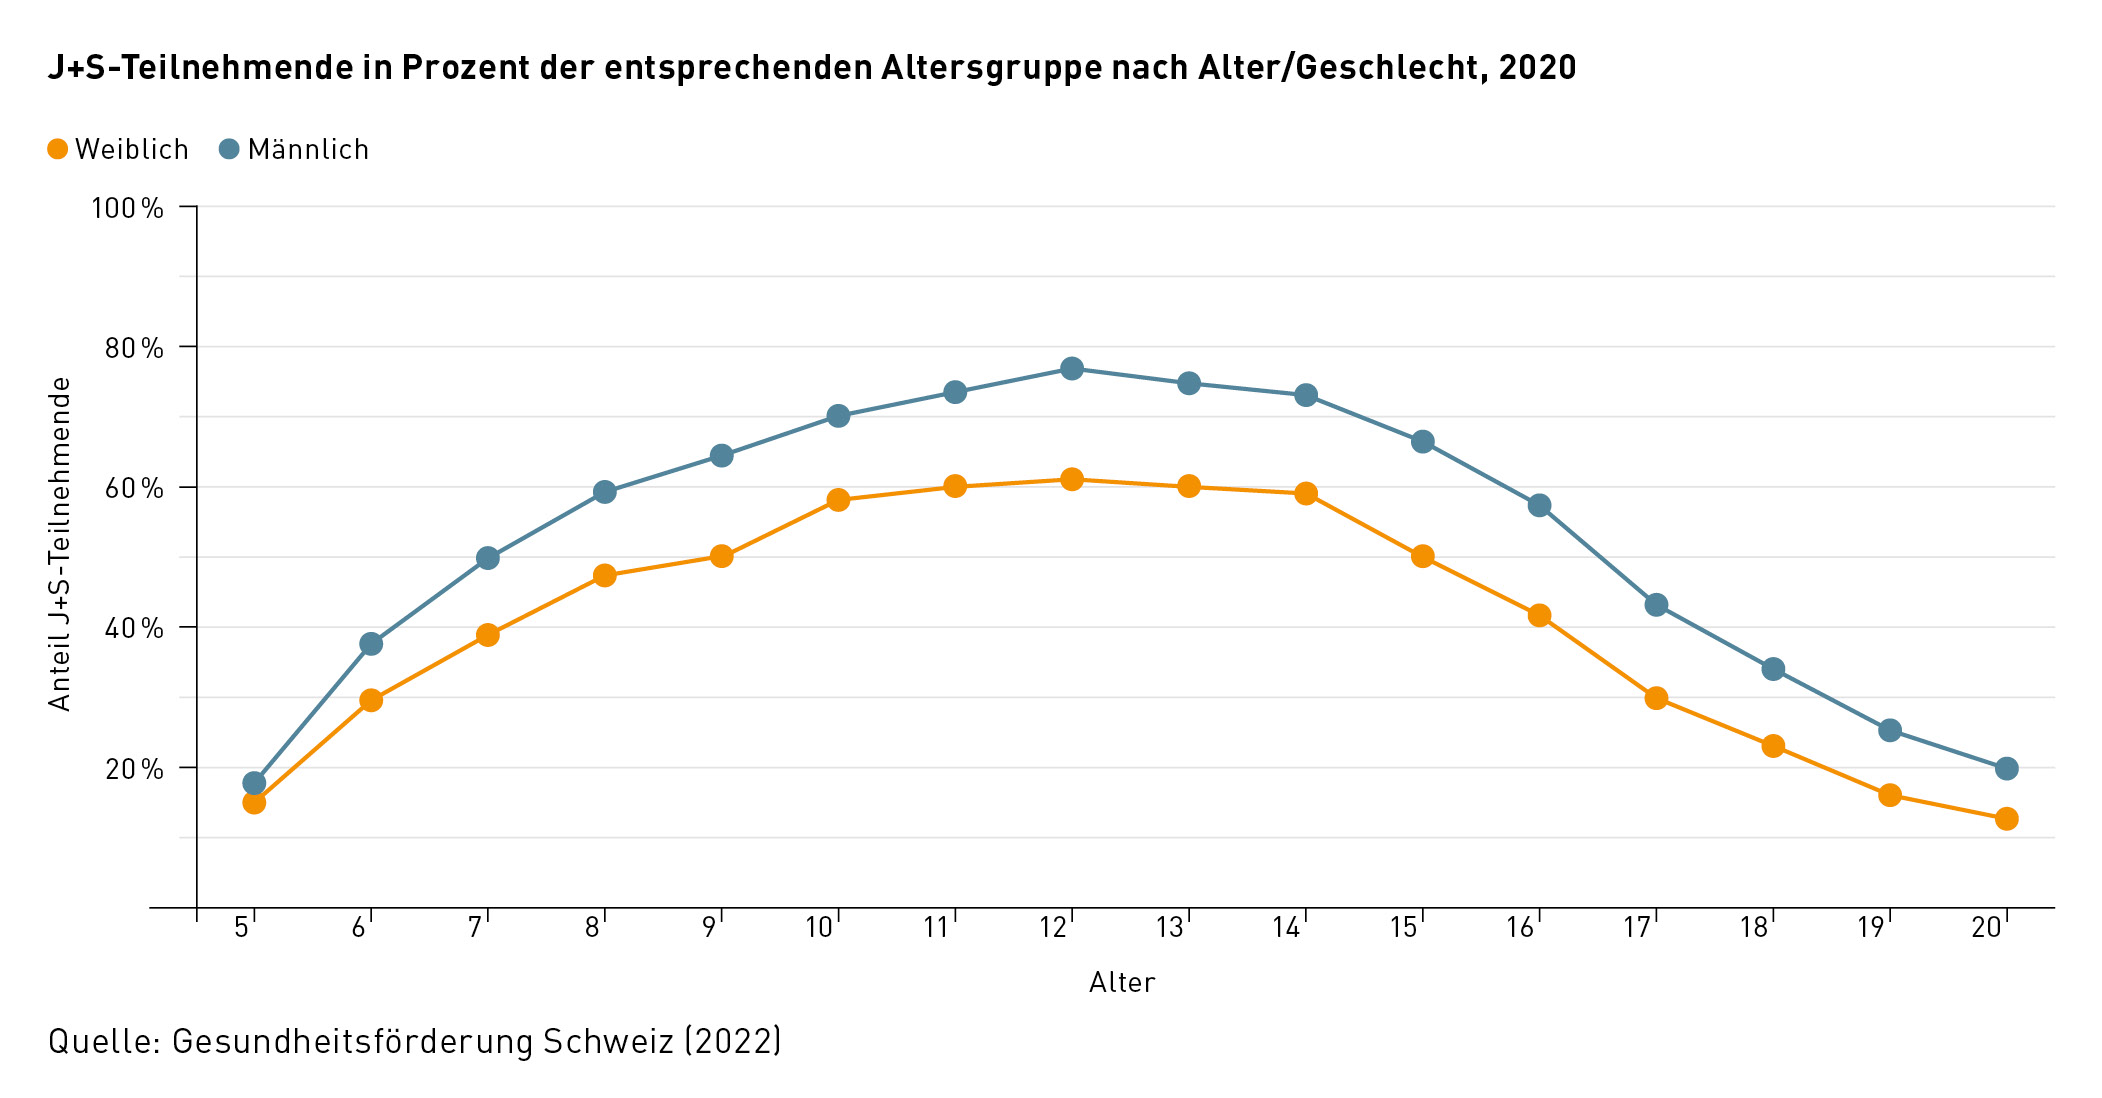 J+S-Teilnehmende in Prozent der entsprechenden Altersgruppe nach Alter/Geschlecht, 2020
Weiblich Männlich
100 %
80 %
60 %
40 %
20 %
Anteil J+S-Teilnehmende
5 6 7 8 9 10 11 12 13 14 15 16 17 18 19 20
Alter
Quelle: Gesundheitsförderung Schweiz (2022)